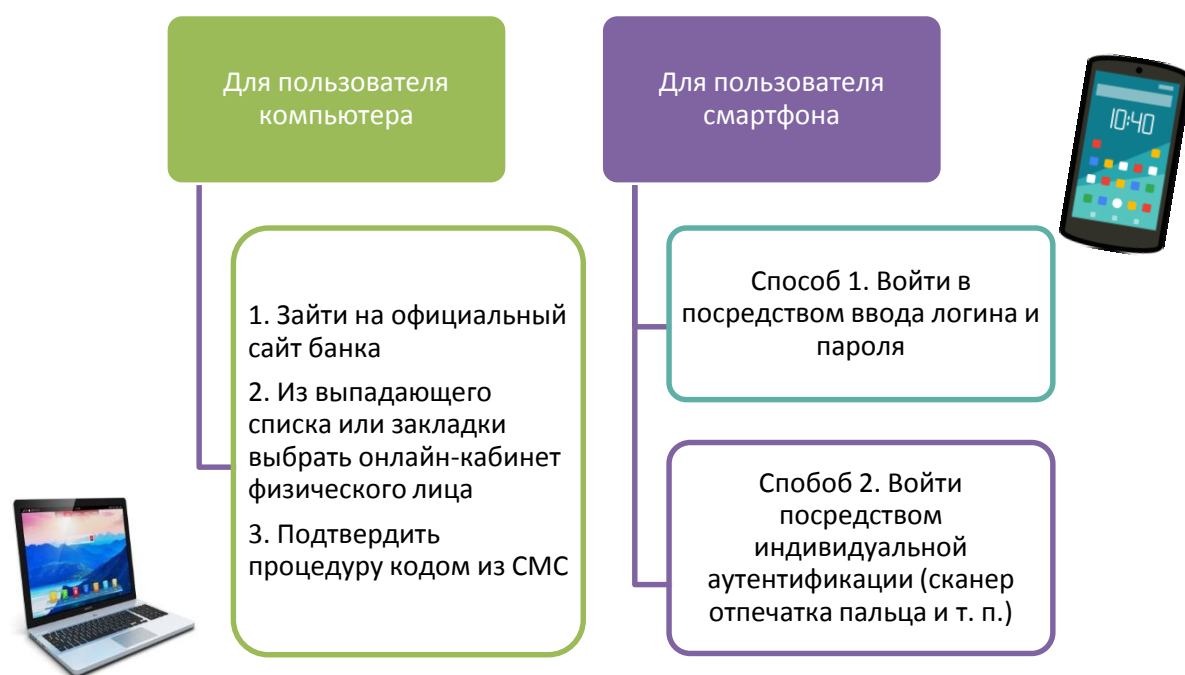 Для пользователя
компьютера
1. Зайти на официальный
сайт банка
2. Из выпадающего
списка или закладки
выбрать онлайн-кабинет
физического лица
3. Подтвердить
процедуру кодом из СМС
Для пользователя
смартфона
10:40
Способ 1. Войти в
посредством ввода логина и
пароля
Спобоб 2. Войти
посредством
индивидуальной
аутентификации (сканер
отпечатка пальца и т. п.)